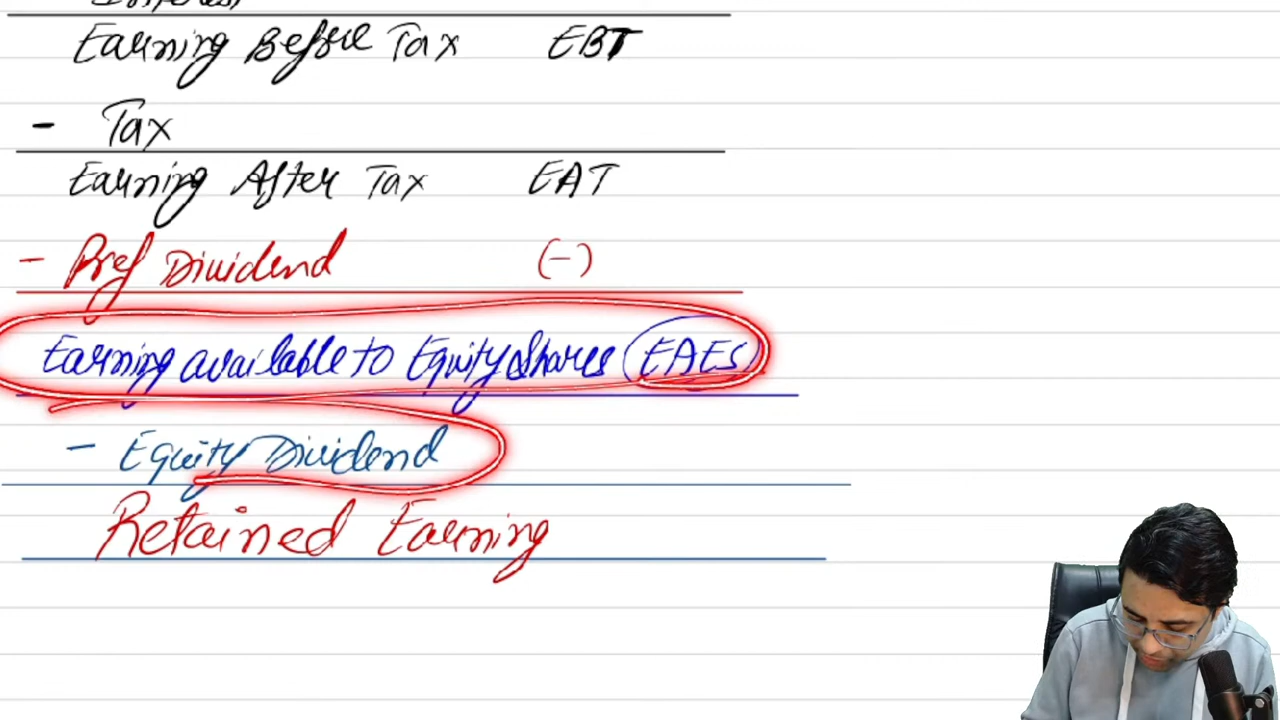 Interest
Earning Before Tax EBT
- Tax
Earning After Tax EAT
- Pref Dividend (-)
Earning available to Equity Shares (EAES)
- Equity Dividend
Retained Earning